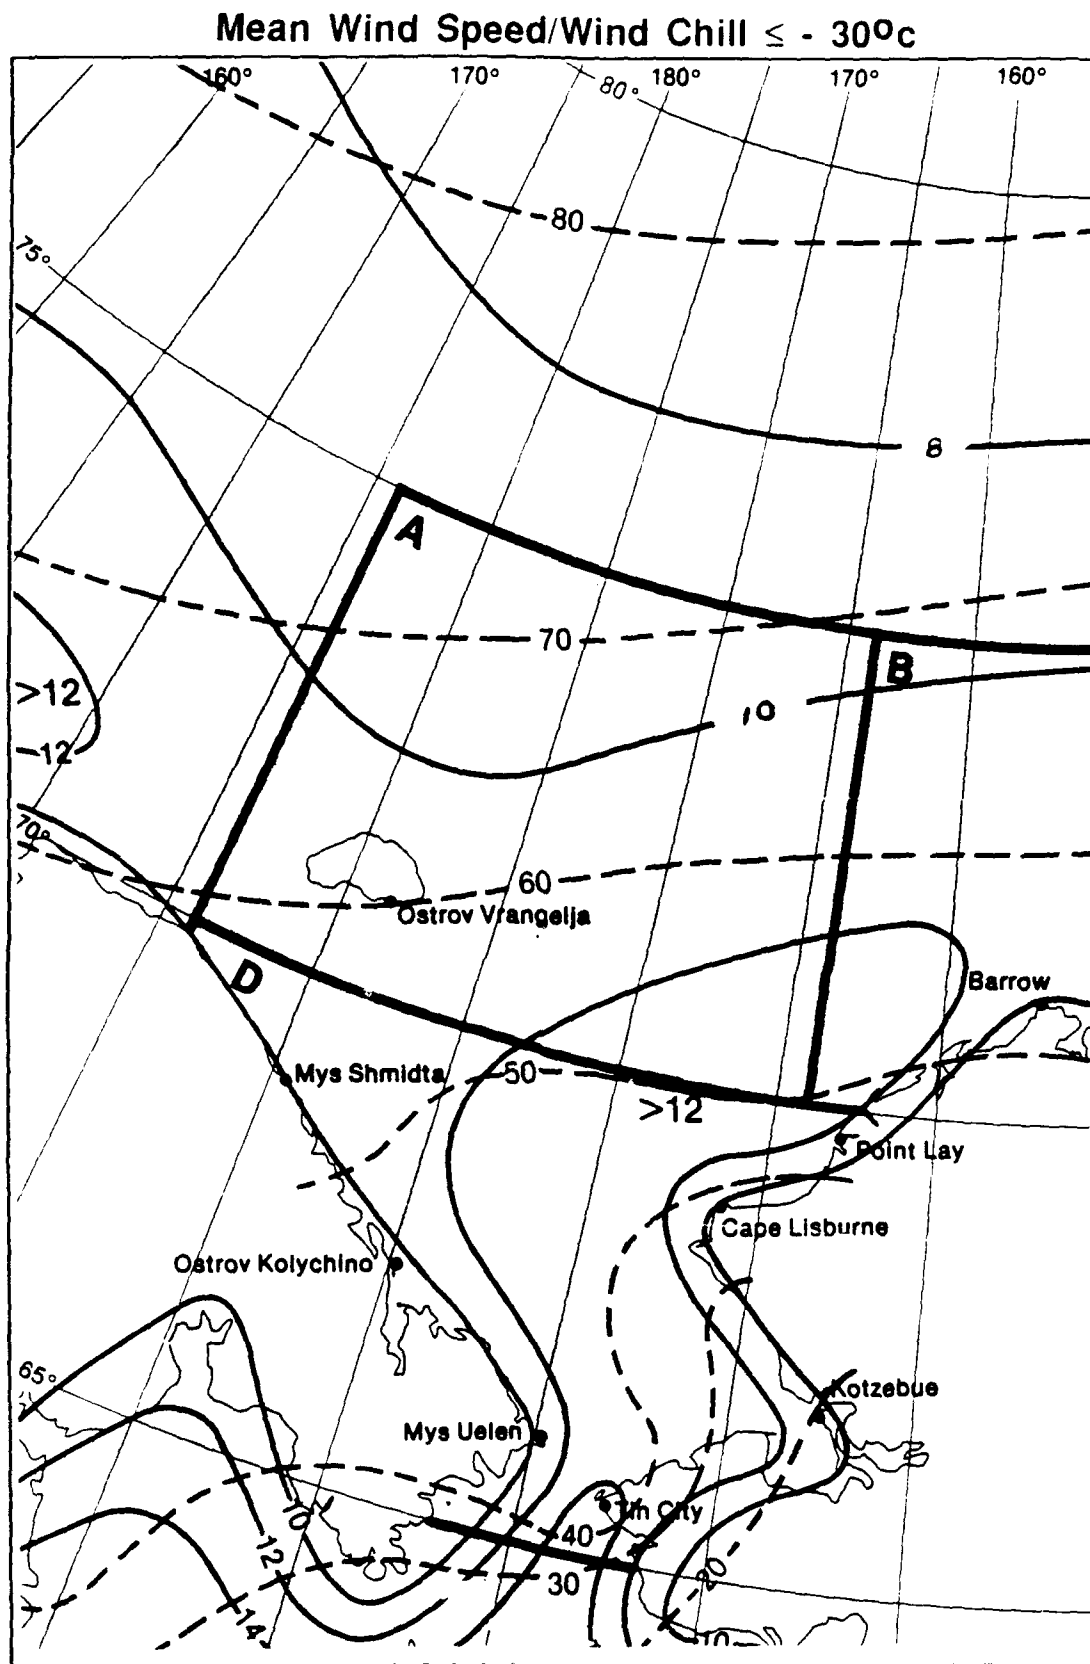 Mean Wind Speed/Wind Chill ≤ - 30°c
160° 170° 80° 180° 170° 160°
80
75°
8
A
70
B
>12
10
12
70°
60
Ostrov Vrangelja
D
Barrow
Mys Shmidta
50
>12
Point Lay
Cape Lisburne
Ostrov Kolychino
65°
Kotzebue
Mys Uelen
Tin City
10
40
12
30
20
14
10